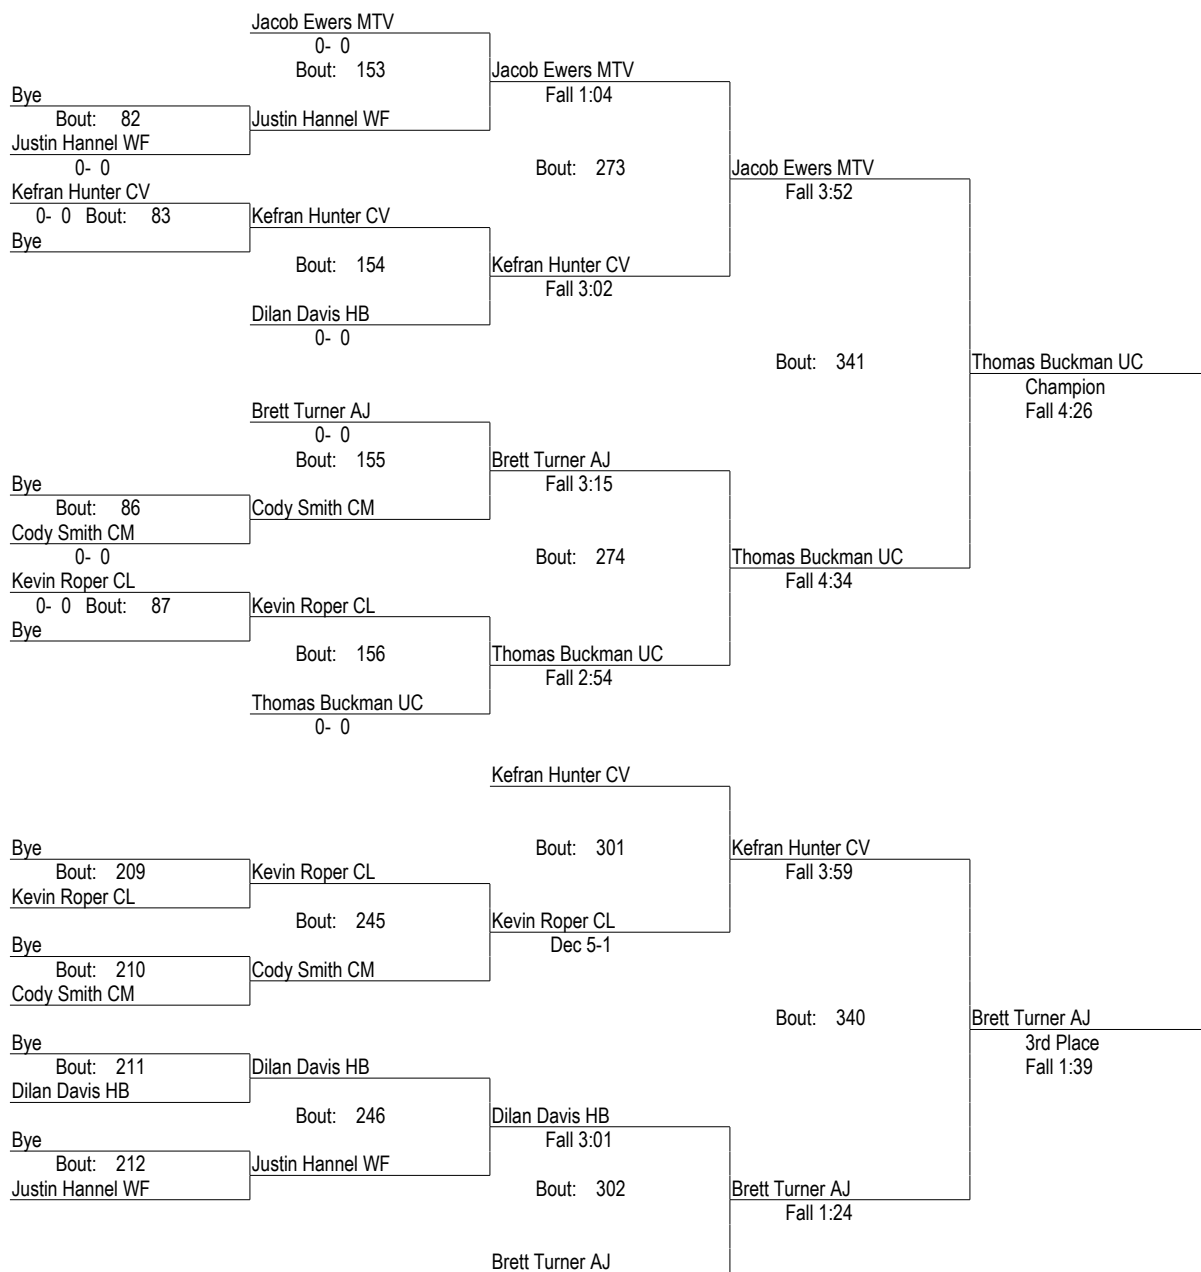 Jacob Ewers MTV
0- 0
Bout: 153
Jacob Ewers MTV
Fall 1:04
Bye
Bout: 82
Justin Hannel WF
Justin Hannel WF
0- 0
Bout: 273
Jacob Ewers MTV
Fall 3:52
Kefran Hunter CV
0- 0 Bout: 83
Kefran Hunter CV
Bye
Bout: 154
Kefran Hunter CV
Fall 3:02
Dilan Davis HB
0- 0
Bout: 341
Thomas Buckman UC
Champion
Fall 4:26
Brett Turner AJ
0- 0
Bout: 155
Brett Turner AJ
Fall 3:15
Bye
Bout: 86
Cody Smith CM
Cody Smith CM
0- 0
Bout: 274
Thomas Buckman UC
Fall 4:34
Kevin Roper CL
0- 0 Bout: 87
Kevin Roper CL
Bye
Bout: 156
Thomas Buckman UC
Fall 2:54
Thomas Buckman UC
0- 0
Kefran Hunter CV
Bout: 301
Kefran Hunter CV
Fall 3:59
Bye
Bout: 209
Kevin Roper CL
Kevin Roper CL
Bout: 245
Kevin Roper CL
Dec 5-1
Bye
Bout: 210
Cody Smith CM
Cody Smith CM
Bout: 340
Brett Turner AJ
3rd Place
Fall 1:39
Bye
Bout: 211
Dilan Davis HB
Dilan Davis HB
Bout: 246
Dilan Davis HB
Fall 3:01
Bye
Bout: 212
Justin Hannel WF
Justin Hannel WF
Bout: 302
Brett Turner AJ
Fall 1:24
Brett Turner AJ